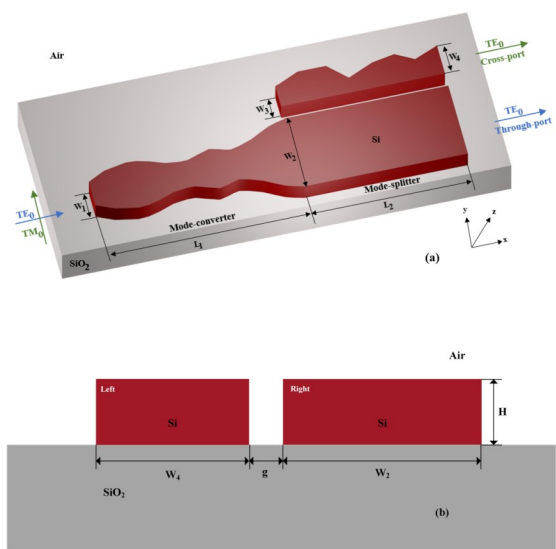 Air
W₄
TE₀
Cross-port
W₃
TE₀
Through-port
W₂
Si
W₁
TE₀
TM₀
Mode-converter
Mode-splitter
L₁
L₂
SiO₂
y
z
x
(a)
Air
Left
Right
Si
Si
H
W₄
g
W₂
SiO₂
(b)